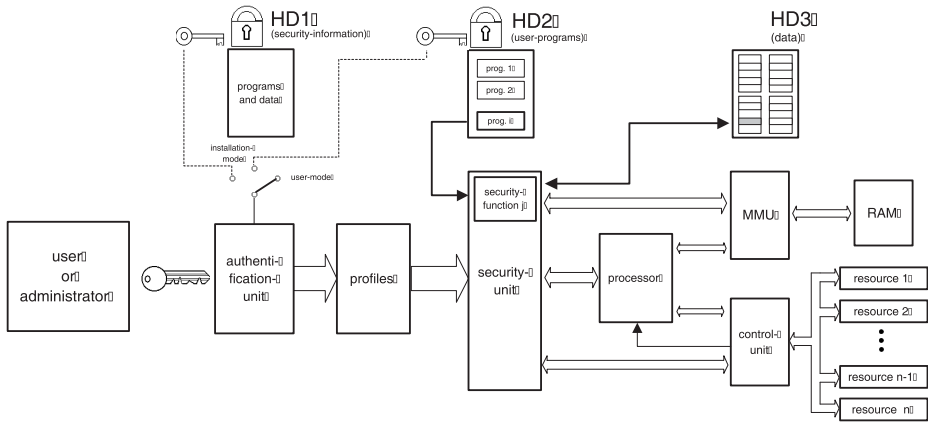 HD1
(security-information)
HD2
(user-programs)
HD3
(data)
programs
and data
prog. 1
prog. 2
prog. i
installation-
mode
user-mode
user
or
administrator
authenti-
fication-
unit
profiles
security-
function j
security-
unit
processor
MMU
RAM
control-
unit
resource 1
resource 2
resource n-1
resource n